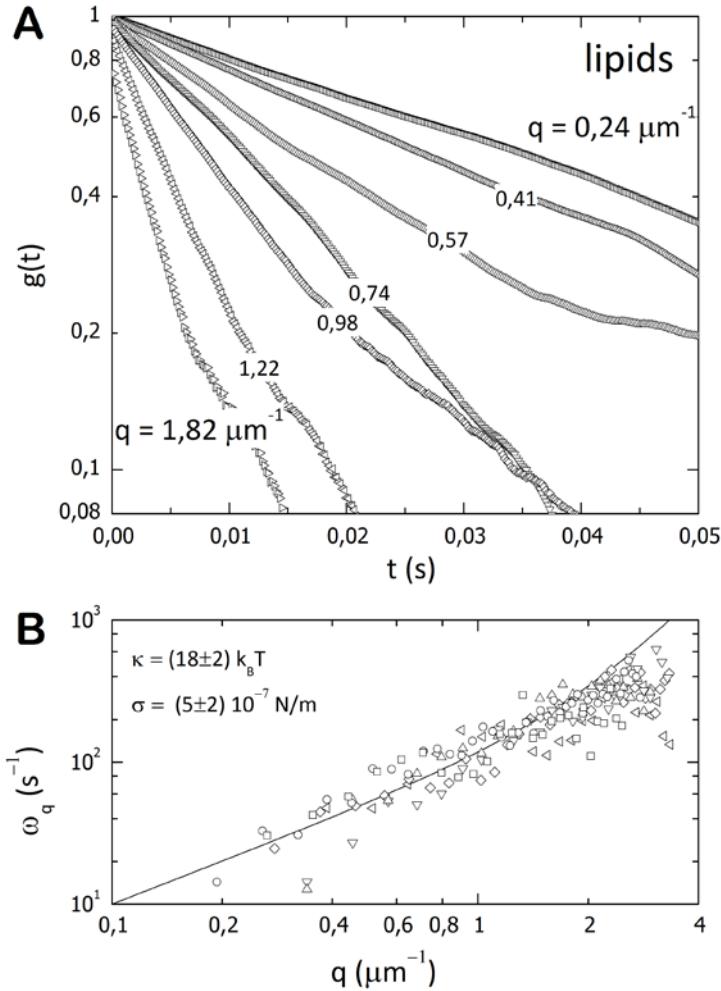 A
1
0,8
0,6
0,4
0,2
0,1
0,08
g(t)
lipids
q = 0,24 μm⁻¹
0,41
0,57
0,74
0,98
1,22
q = 1,82 μm⁻¹
0,00 0,01 0,02 0,03 0,04 0,05
t (s)
B
10³
10²
10¹
ω_q (s⁻¹)
κ = (18±2) k_BT
σ = (5±2) 10⁻⁷ N/m
0,1 0,2 0,4 0,6 0,8 1 2 4
q (μm⁻¹)